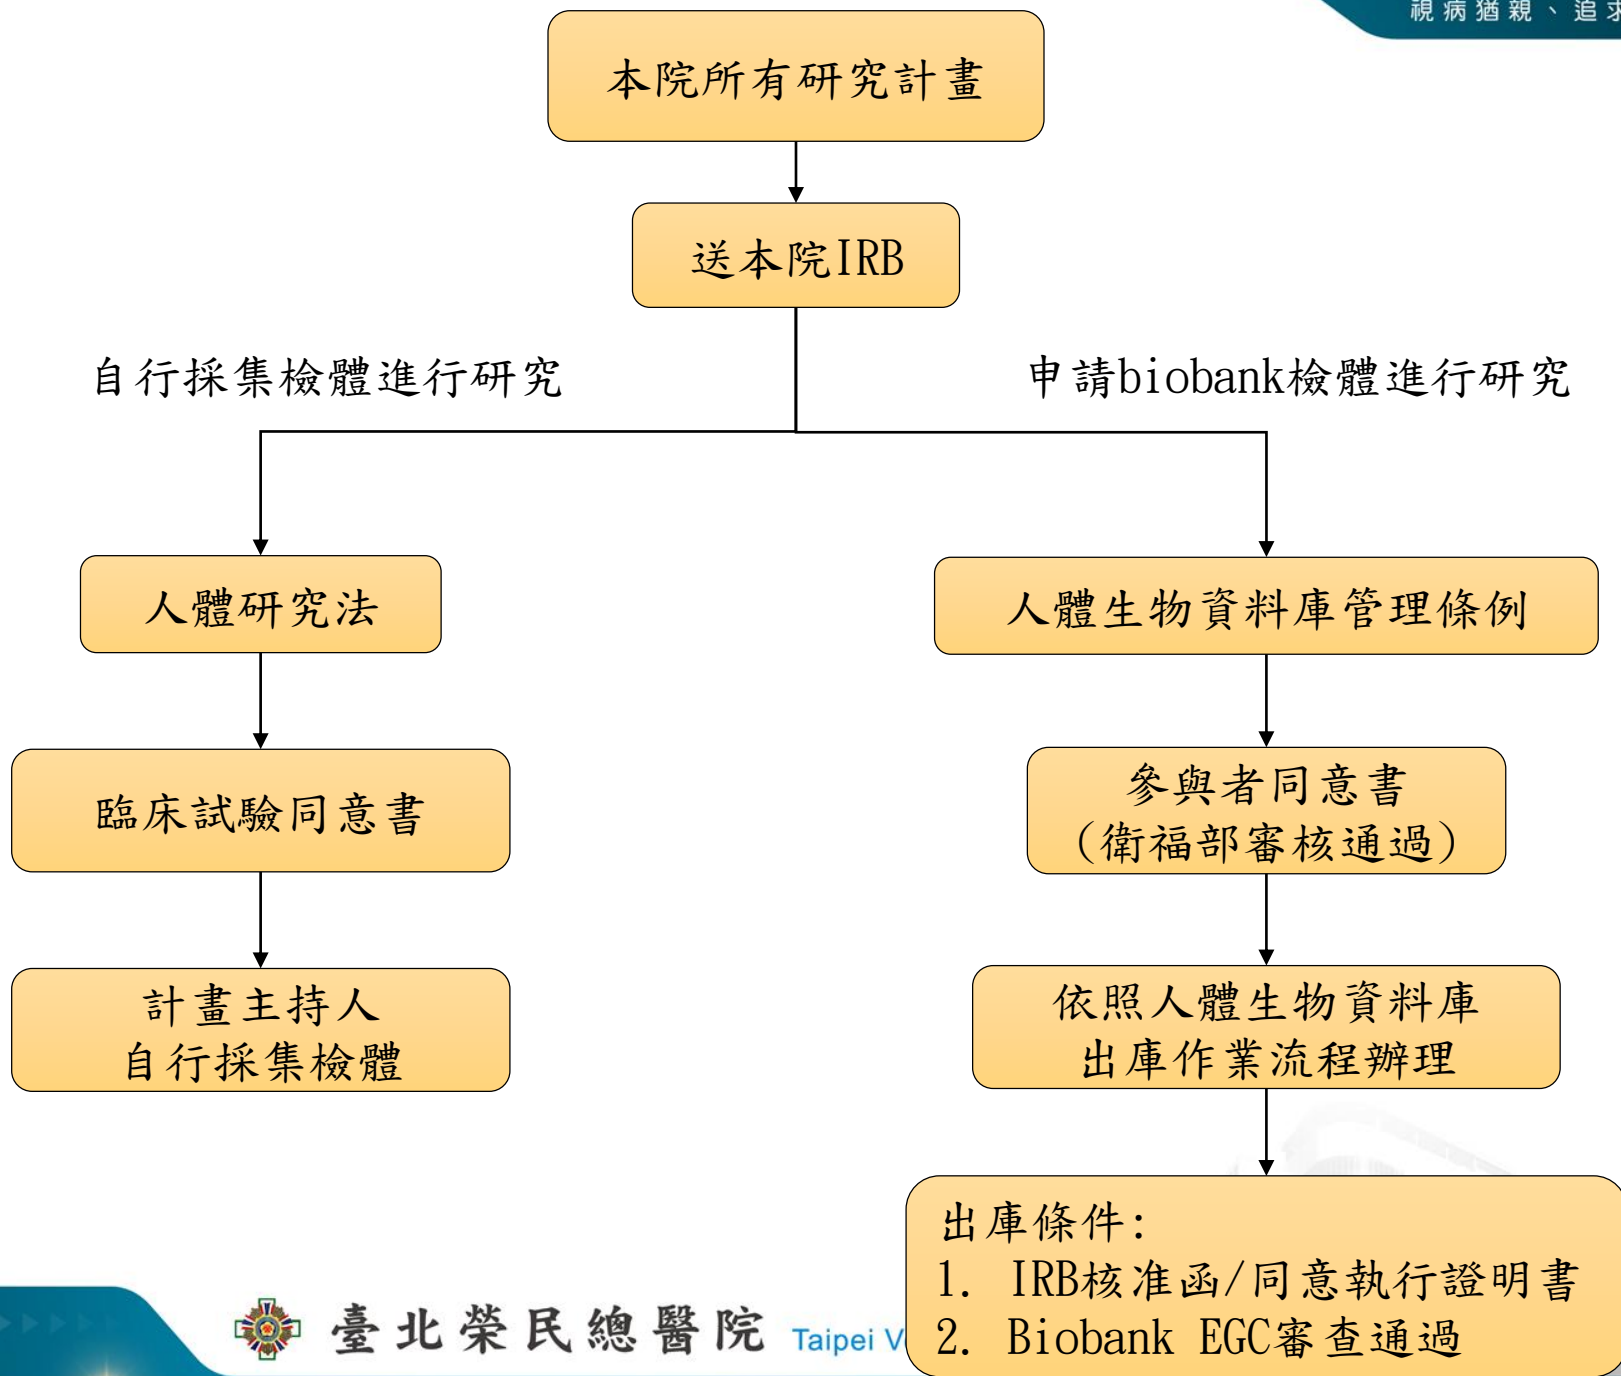 視病猶親、追求
本院所有研究計畫
送本院IRB
自行採集檢體進行研究
申請biobank檢體進行研究
人體研究法
人體生物資料庫管理條例
臨床試驗同意書
參與者同意書
(衛福部審核通過)
計畫主持人
自行採集檢體
依照人體生物資料庫
出庫作業流程辦理
出庫條件:
1. IRB核准函/同意執行證明書
2. Biobank EGC審查通過
臺北榮民總醫院 Taipei V